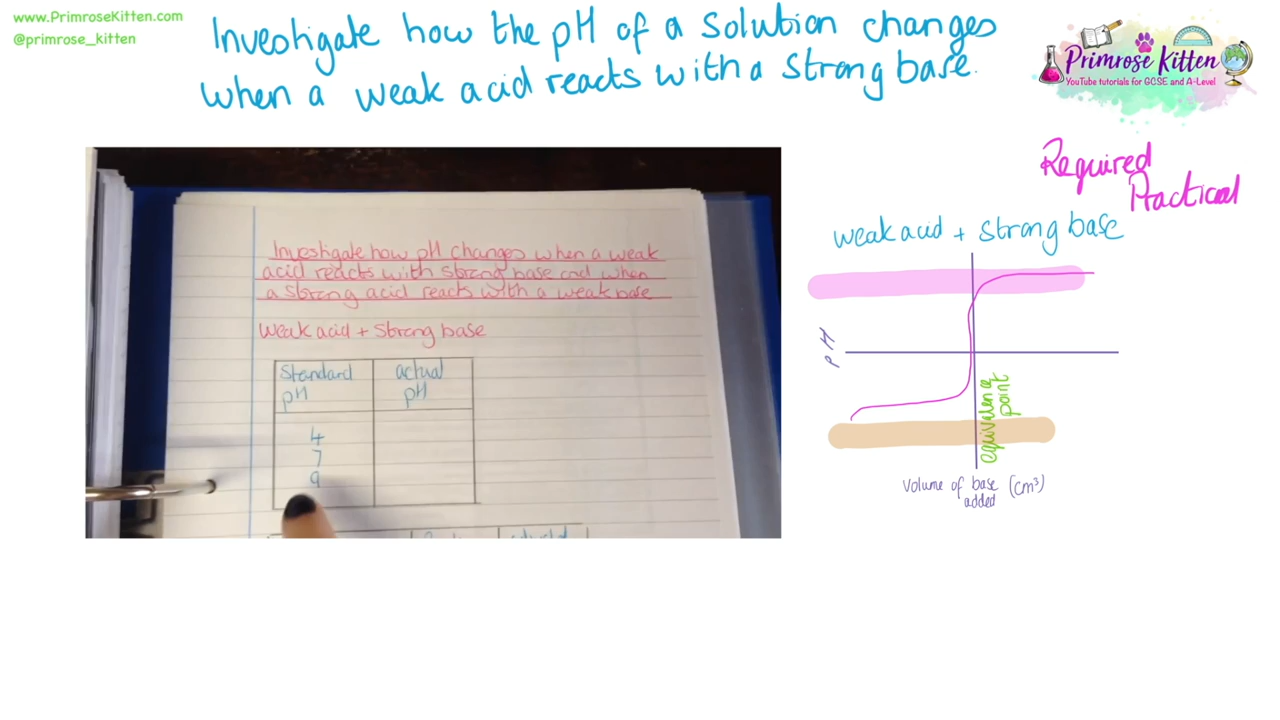 www.PrimroseKitten.com
@primrose_kitten
Investigate how the pH of a solution changes
when a weak acid reacts with a strong base.
Primrose Kitten
YouTube tutorials for GCSE and A-Level
Required
Practical
Investigate how pH changes when a weak
acid reacts with strong base and when
a strong acid reacts with a weak base
weak acid + strong base
Standard actual
pH pH
4
7
9
weak acid + strong base
pH
equivalence
point
Volume of base (cm³)
added